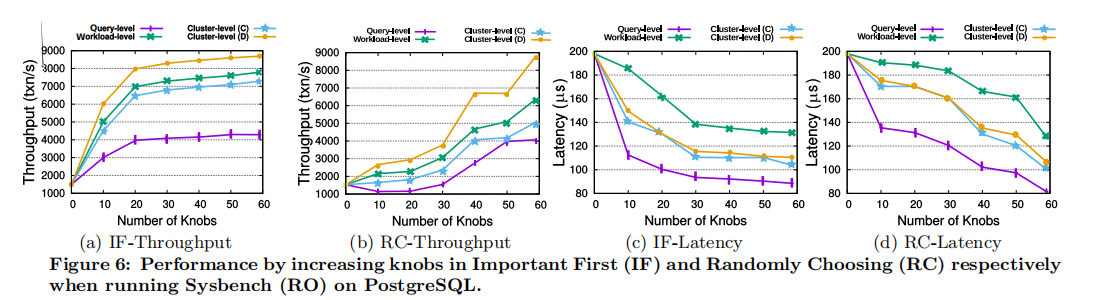 Query-level
Workload-level
Cluster-level (C)
Cluster-level (D)
Throughput (txn/s)
9000
8000
7000
6000
5000
4000
3000
2000
1000
0 10 20 30 40 50 60
Number of Knobs
(a) IF-Throughput
Query-level
Workload-level
Cluster-level (C)
Cluster-level (D)
Throughput (txn/s)
9000
8000
7000
6000
5000
4000
3000
2000
1000
0 10 20 30 40 50 60
Number of Knobs
(b) RC-Throughput
Query-level
Workload-level
Cluster-level (C)
Cluster-level (D)
Latency (µs)
200
180
160
140
120
100
80
0 10 20 30 40 50 60
Number of Knobs
(c) IF-Latency
Query-level
Workload-level
Cluster-level (C)
Cluster-level (D)
Latency (µs)
200
180
160
140
120
100
80
0 10 20 30 40 50 60
Number of Knobs
(d) RC-Latency
Figure 6: Performance by increasing knobs in Important First (IF) and Randomly Choosing (RC) respectively
when running Sysbench (RO) on PostgreSQL.